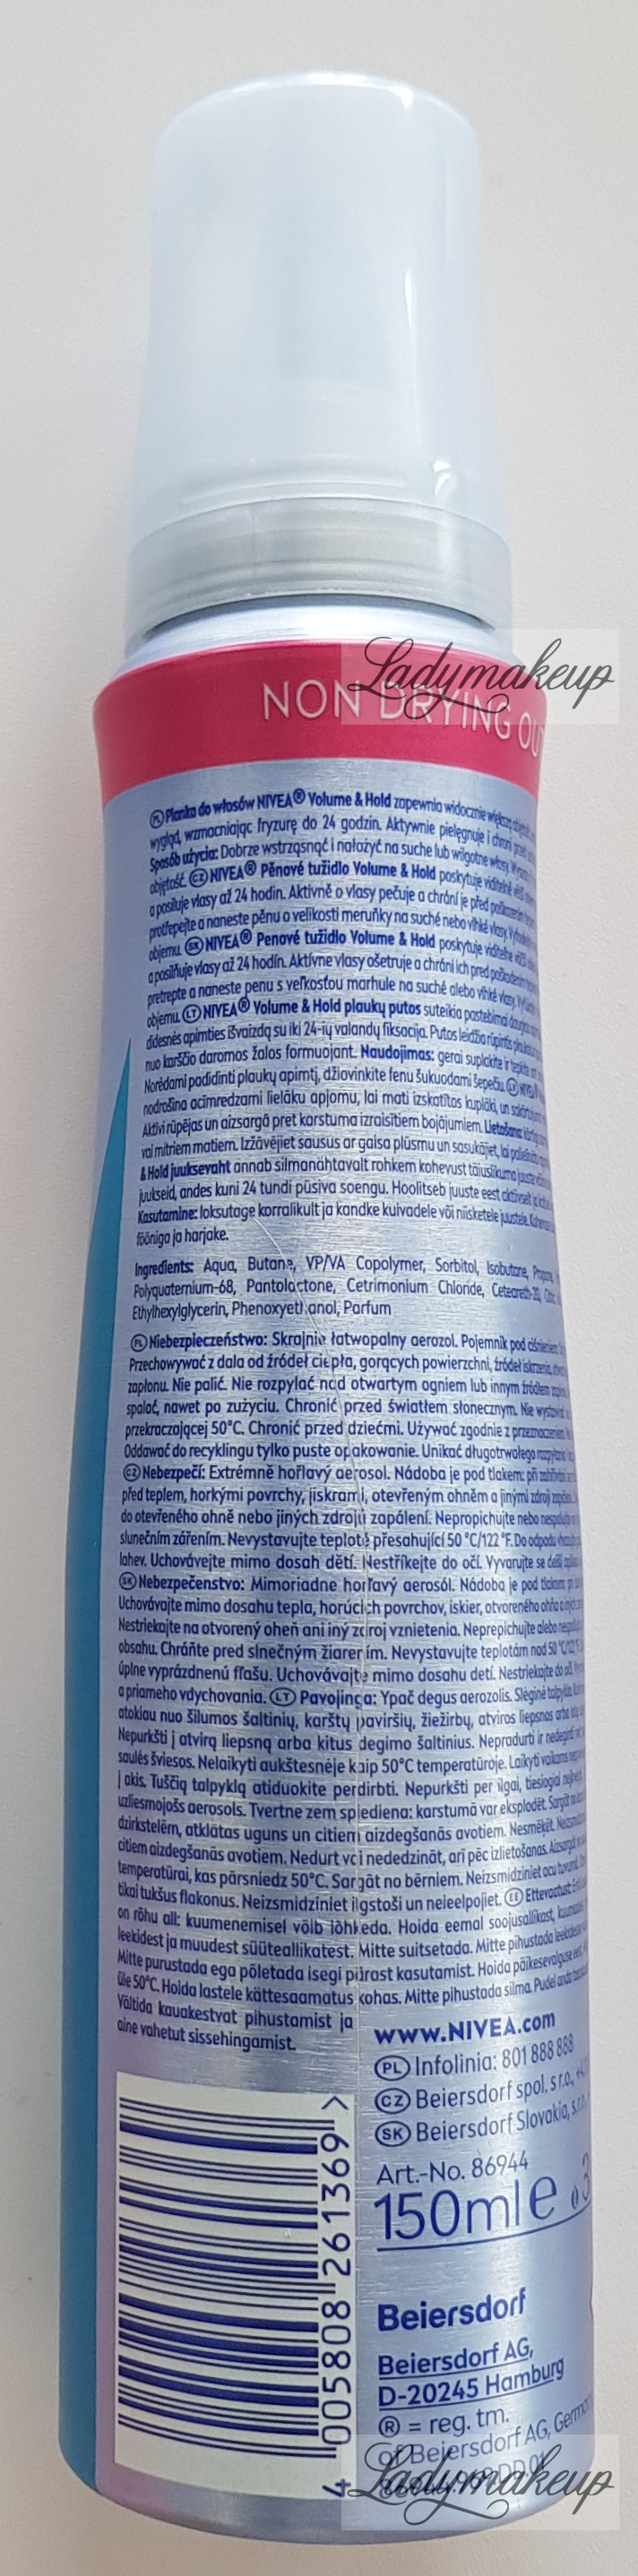 NON DRYING OU
Ladymakeup
PL Pianka do włosów NIVEA® Volume & Hold zapewnia widocznie większą
wygląd, wzmacniając fryzurę do 24 godzin. Aktywnie pielęgnuje i chroni przed
Sposób użycia: Dobrze wstrząsnąć i nałożyć na suche lub wilgotne włosy.
objętość. CZ NIVEA® Pěnové tužidlo Volume & Hold poskytuje viditelně větší
a posiluje vlasy až 24 hodin. Aktivně o vlasy pečuje a chrání je před poškozením
protřepejte a naneste pěnu o velikosti meruňky na suché nebo vlhké vlasy.
objemu. SK NIVEA® Penové tužidlo Volume & Hold poskytuje viditeľne
a posilňuje vlasy až 24 hodín. Aktívne vlasy ošetruje a chráni ich pred poškodením
pretrepte a naneste penu s veľkosťou marhule na suché alebo vlhké vlasy.
objemu. LT NIVEA® Volume & Hold plaukų putos suteikia pastebimai
didesnės apimties išvaizdą su iki 24-ių valandų fiksacija. Putos leidžia rūpintis
nuo karščio daromos žalos formuojant. Naudojimas: gerai suplakite ir tepkite
Norėdami padidinti plaukų apimtį, džiovinkite fenu šukuodami šepečiu.
nodrošina acīmredzami lielāku apjomu, lai mati izskatītos kuplāki, un
Aktīvi rūpējas un aizsargā pret karstuma izraisītiem bojājumiem. Lietošana:
vai mitriem matiem. Izžāvējiet sausus ar gaisa plūsmu un sasukājiet, lai
& Hold juuksevaht annab silmanähtavalt rohkem kohevust täiuslikuma juuste
juukseid, andes kuni 24 tundi püsiva soengu. Hoolitseb juuste eest aktiivselt ja
Kasutamine: loksutage korralikult ja kandke kuivadele või niisketele juustele.
fööniga ja harjake.
Ingredients: Aqua, Butane, VP/VA Copolymer, Sorbitol, Isobutane, Propane,
Polyquaternium-68, Pantolactone, Cetrimonium Chloride, Ceteareth-20,
Ethylhexylglycerin, Phenoxyethanol, Parfum
PL Niebezpieczeństwo: Skrajnie łatwopalny aerozol. Pojemnik pod ciśnieniem:
Przechowywać z dala od źródeł ciepła, gorących powierzchni, źródeł iskrzenia,
zapłonu. Nie palić. Nie rozpylać nad otwartym ogniem lub innym źródłem
spalać, nawet po zużyciu. Chronić przed światłem słonecznym. Nie
przekraczającej 50°C. Chronić przed dziećmi. Używać zgodnie z przeznaczeniem.
Oddawać do recyklingu tylko puste opakowanie. Unikać długotrwałego
CZ Nebezpečí: Extrémně hořlavý aerosol. Nádoba je pod tlakem: při
před teplem, horkými povrchy, jiskrami, otevřeným ohněm a jinými zdroji
do otevřeného ohně nebo jiných zdrojů zapálení. Nepropichujte nebo
slunečním zářením. Nevystavujte teplotě přesahující 50 °C/122 °F. Do odpadu
lahev. Uchovávejte mimo dosah dětí. Nestříkejte do očí. Vyvarujte se delší
SK Nebezpečenstvo: Mimoriadne horľavý aerosól. Nádoba je pod tlakom:
Uchovávajte mimo dosahu tepla, horúcich povrchov, iskier, otvoreného ohňa a
Nestriekajte na otvorený oheň ani iný zdroj vznietenia. Neprepichujte alebo
obsahu. Chráňte pred slnečným žiarením. Nevystavujte teplotám nad 50 °C/122 °F.
úplne vyprázdnenú fľašu. Uchovávajte mimo dosahu detí. Nestriekajte do očí.
a priameho vdychovania. LT Pavojinga: Ypač degus aerozolis. Slėginė talpykla.
atokiau nuo šilumos šaltinių, karštų paviršių, žiežirbų, atviros liepsnos arba
Nepurkšti į atvirą liepsną arba kitus degimo šaltinius. Nepradurti ir nedeginti
saulės šviesos. Nelaikyti aukštesnėje kaip 50°C temperatūroje. Laikyti vaikams
į akis. Tuščią talpyklą atiduokite perdirbti. Nepurkšti per ilgai, tiesiogiai
uzliesmojošs aerosols. Tvertne zem spiediena: karstumā var eksplodēt. Sargāt
dzirkstelēm, atklātas uguns un citiem aizdegšanās avotiem. Nesmēķēt.
citiem aizdegšanās avotiem. Nedurt vai nededzināt, arī pēc izlietošanas.
temperatūrai, kas pārsniedz 50°C. Sargāt no bērniem. Neizsmidziniet
tikai tukšus flakonus. Neizsmidziniet ilgstoši un neieelpojiet. EE Ettevaatust:
on rõhu all: kuumenemisel võib lõhkeda. Hoida eemal soojusallikast,
leekidest ja muudest süüteallikatest. Mitte suitsetada. Mitte pihustada
Mitte purustada ega põletada isegi pärast kasutamist. Hoida päikesevalguse
üle 50°C. Hoida lastele kättesaamatus kohas. Mitte pihustada silma. Pudel
Vältida kauakestvat pihustamist ja
aine vahetut sissehingamist.
www.NIVEA.com
PL Infolinia: 801 888 888
CZ Beiersdorf spol. s r.o.,
SK Beiersdorf Slovakia, s.r.o.
Art.-No. 86944
150ml e
Beiersdorf
Beiersdorf AG,
D-20245 Hamburg
® = reg. tm.
of Beiersdorf AG,
4 005808 261369 >
Ladymakeup